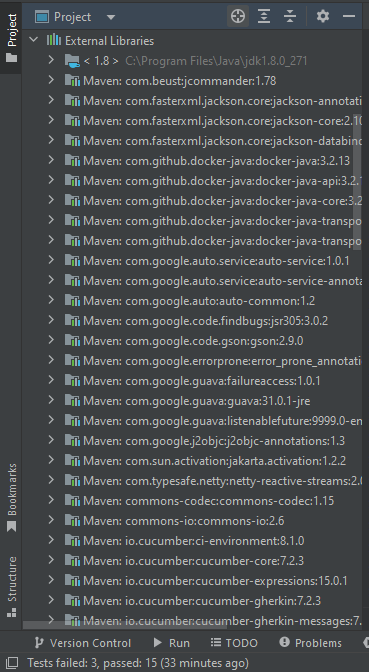 Project
Project
External Libraries
< 1.8 > C:\Program Files\Java\jdk1.8.0_271
Maven: com.beust:jcommander:1.78
Maven: com.fasterxml.jackson.core:jackson-annotati
Maven: com.fasterxml.jackson.core:jackson-core:2.10
Maven: com.fasterxml.jackson.core:jackson-databind
Maven: com.github.docker-java:docker-java:3.2.13
Maven: com.github.docker-java:docker-java-api:3.2.1
Maven: com.github.docker-java:docker-java-core:3.2
Maven: com.github.docker-java:docker-java-transpo
Maven: com.github.docker-java:docker-java-transpo
Maven: com.google.auto.service:auto-service:1.0.1
Maven: com.google.auto.service:auto-service-annota
Maven: com.google.auto:auto-common:1.2
Maven: com.google.code.findbugs:jsr305:3.0.2
Maven: com.google.code.gson:gson:2.9.0
Maven: com.google.errorprone:error_prone_annotati
Maven: com.google.guava:failureaccess:1.0.1
Maven: com.google.guava:guava:31.0.1-jre
Maven: com.google.guava:listenablefuture:9999.0-em
Maven: com.google.j2objc:j2objc-annotations:1.3
Maven: com.sun.activation:jakarta.activation:1.2.2
Maven: com.typesafe.netty:netty-reactive-streams:2.0
Maven: commons-codec:commons-codec:1.15
Maven: commons-io:commons-io:2.6
Maven: io.cucumber:ci-environment:8.1.0
Maven: io.cucumber:cucumber-core:7.2.3
Maven: io.cucumber:cucumber-expressions:15.0.1
Maven: io.cucumber:cucumber-gherkin:7.2.3
Maven: io.cucumber:cucumber-gherkin-messages:7.
Bookmarks
Structure
Version Control Run TODO Problems
Tests failed: 3, passed: 15 (33 minutes ago)